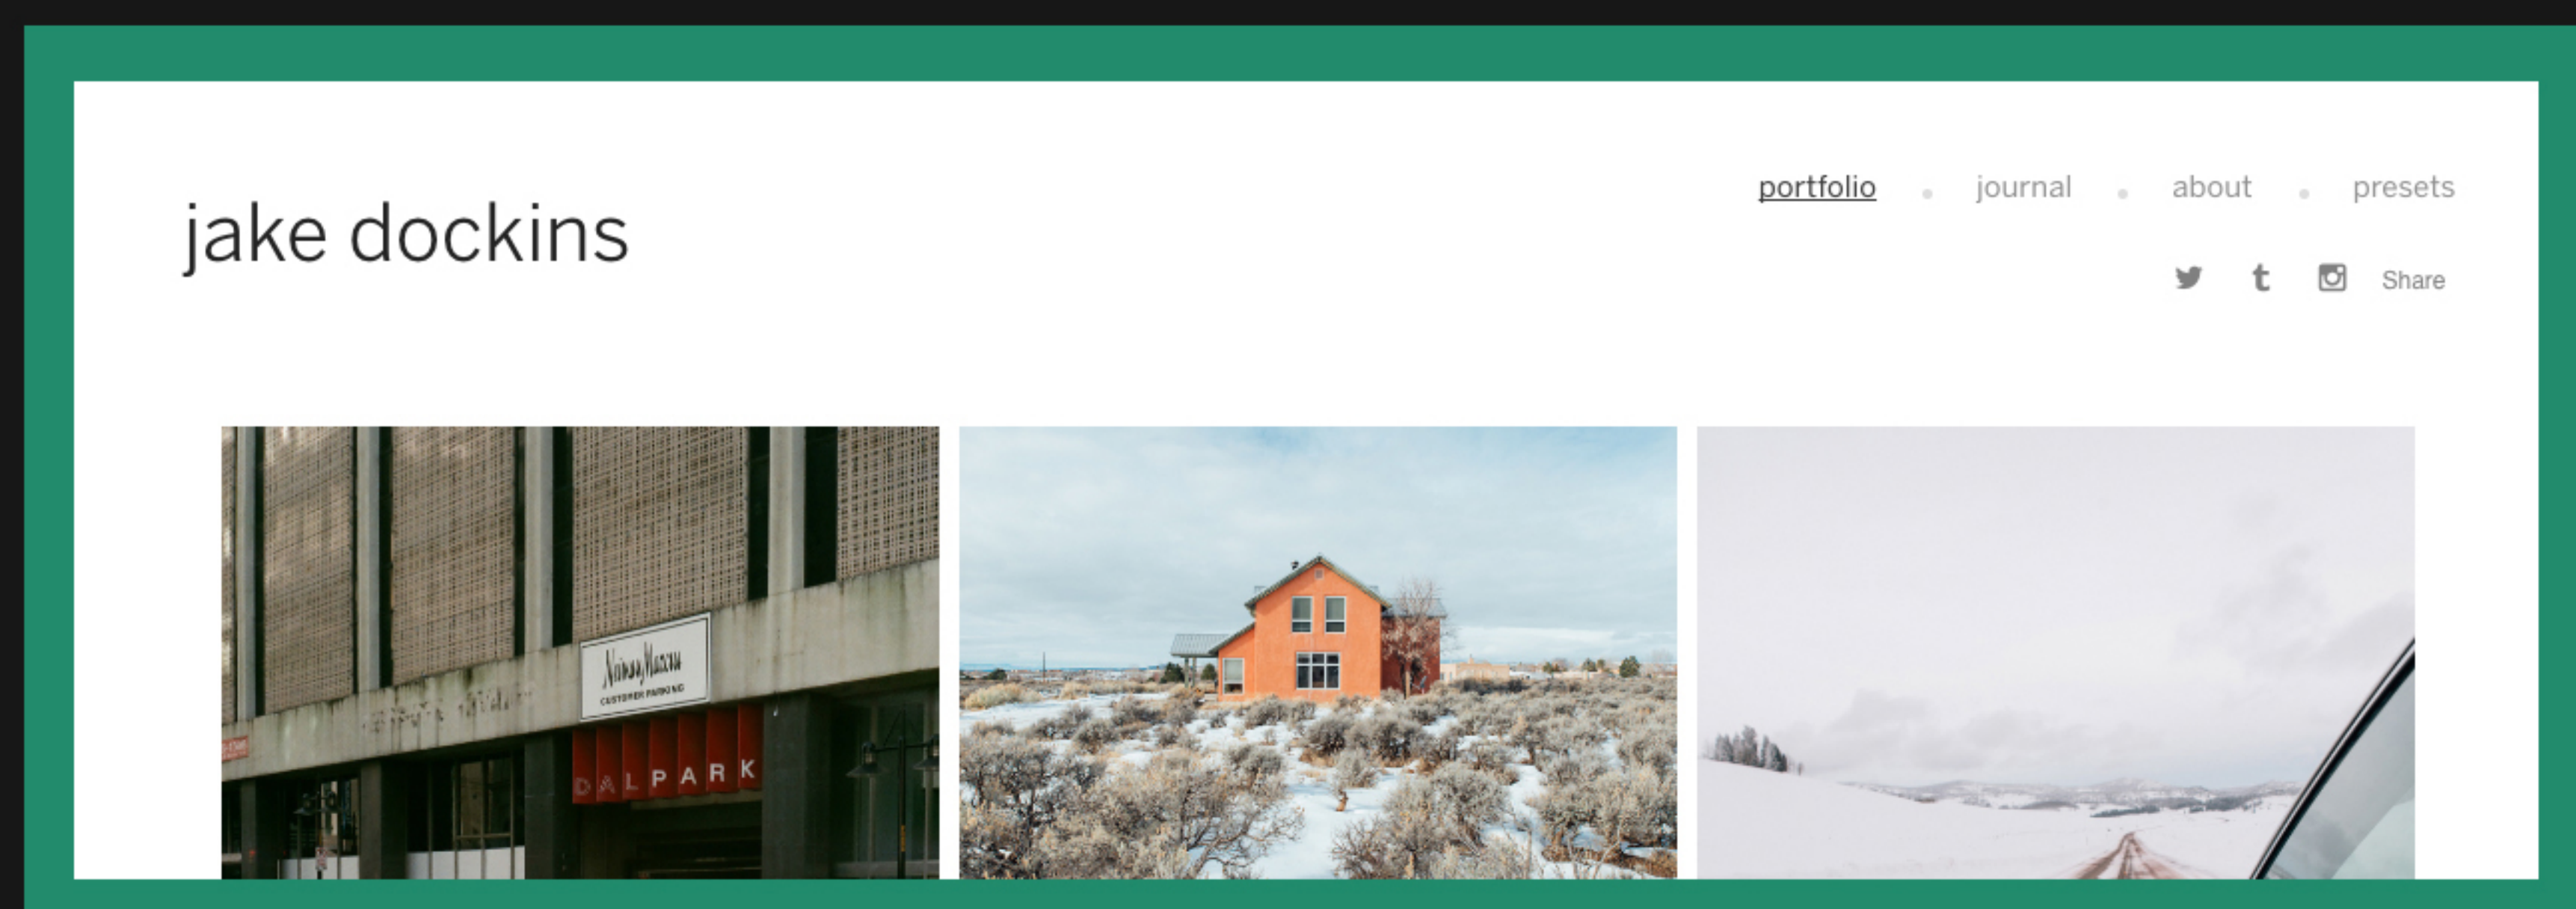 jake dockins
portfolio • journal • about • presets
Share
Neiman Marcus
CUSTOMER PARKING
DALPARK